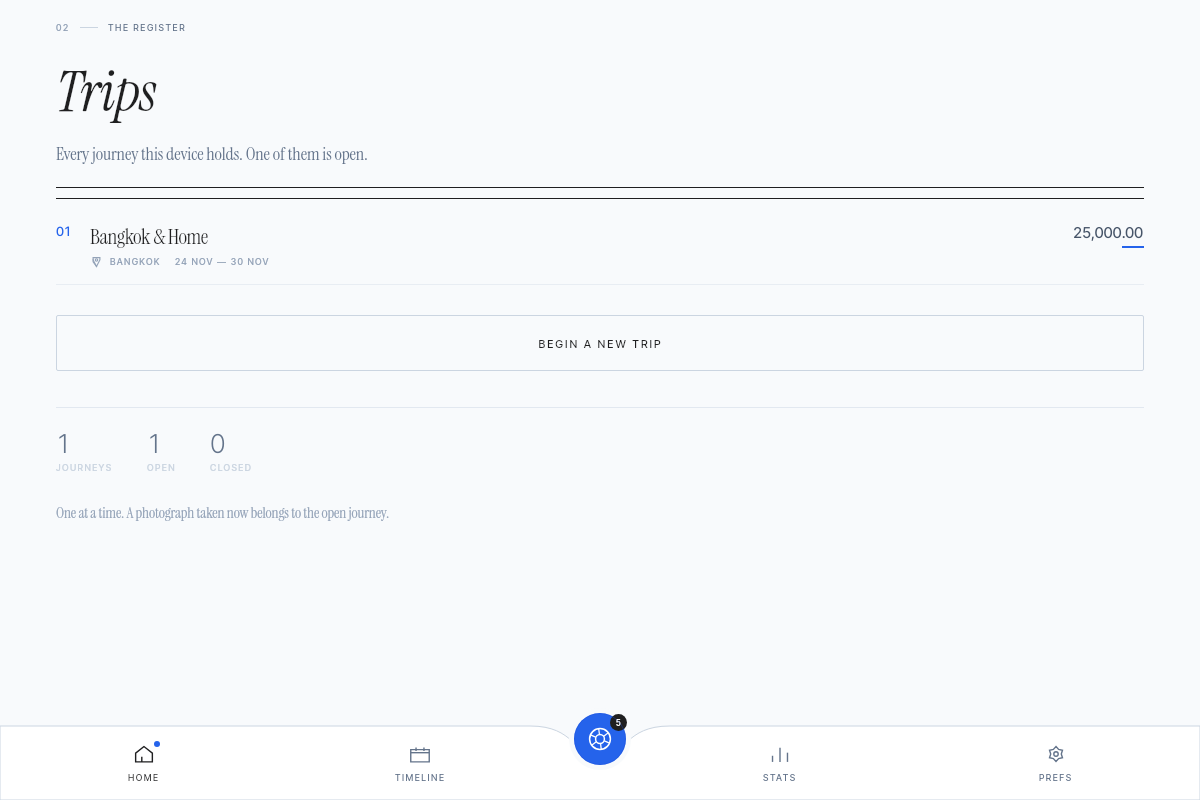 02 THE REGISTER
Trips
Every journey this device holds. One of them is open.
01 Bangkok & Home 25,000.00
BANGKOK 24 NOV — 30 NOV
BEGIN A NEW TRIP
1 1 0
JOURNEYS OPEN CLOSED
One at a time. A photograph taken now belongs to the open journey.
5
HOME TIMELINE STATS PREFS